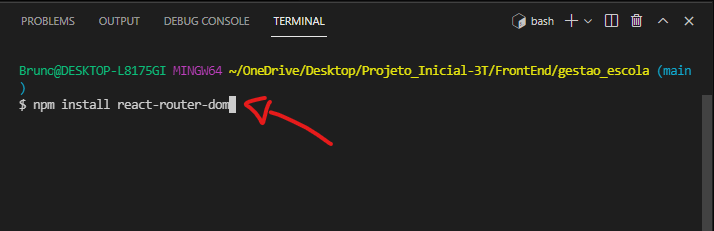 PROBLEMS OUTPUT DEBUG CONSOLE TERMINAL bash
Brunc@DESKTOP-L8175GI MINGW64 ~/OneDrive/Desktop/Projeto_Inicial-3T/FrontEnd/gestao_escola (main
)
$ npm install react-router-dom